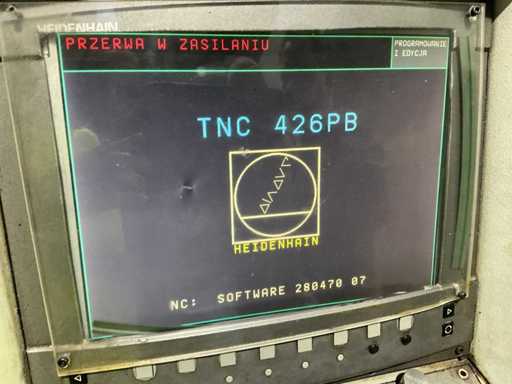 HEIDENHAIN
PRZERWA W ZASILANIU
PROGRAMOWANIE
I EDYCJA
TNC 426PB
HEIDENHAIN
NC: SOFTWARE 280470 07